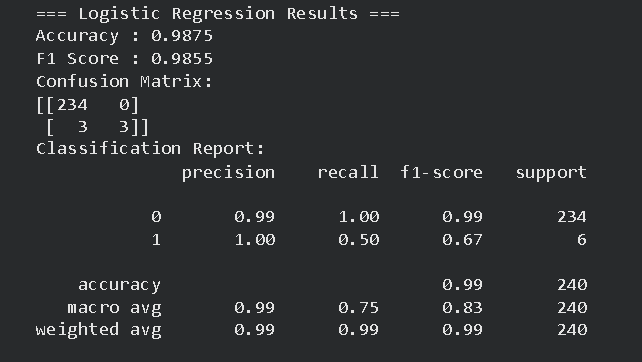 === Logistic Regression Results ===
Accuracy : 0.9875
F1 Score : 0.9855
Confusion Matrix:
[[234   0]
 [  3   3]]
Classification Report:
              precision    recall  f1-score   support

           0       0.99      1.00      0.99       234
           1       1.00      0.50      0.67         6

    accuracy                           0.99       240
   macro avg       0.99      0.75      0.83       240
weighted avg       0.99      0.99      0.99       240